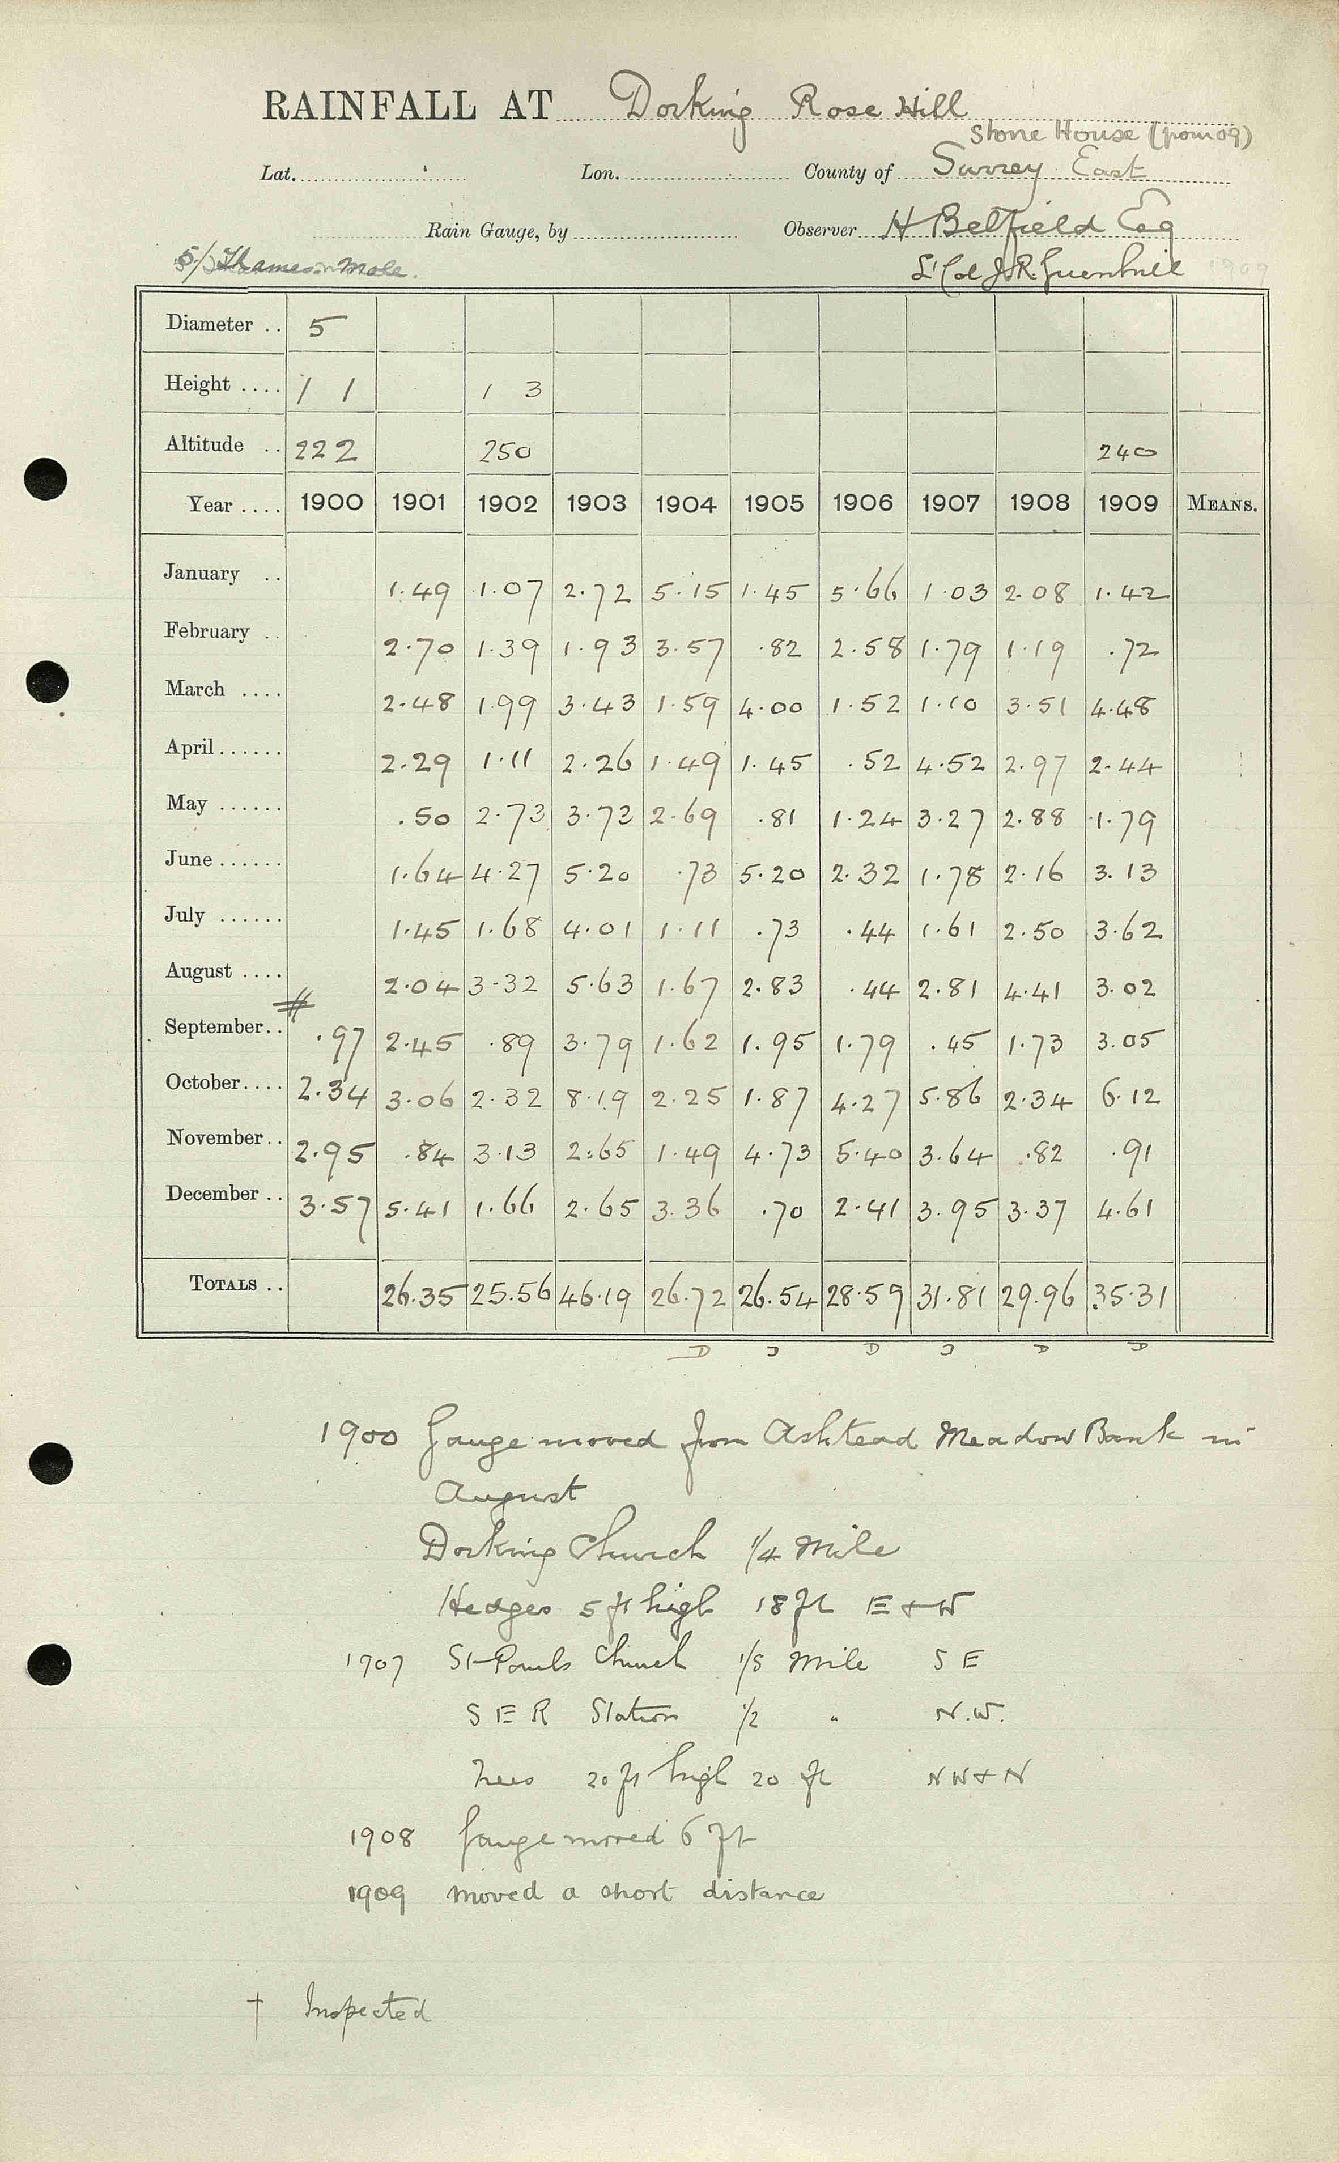 RAINFALL AT Dorking Rose Hill
Stone House (from 09)
Lat. Lon. County of Surrey East
Rain Gauge, by Observer H Belfield Esq
5/ Thames Mole. Lt Col J.R. Greenhill 1909
Diameter .. 5
Height .... 1 1 1 3
Altitude .. 222 250 240
Year .... 1900 1901 1902 1903 1904 1905 1906 1907 1908 1909 MEANS.
January .. 1.49 1.07 2.72 5.15 1.45 5.66 1.03 2.08 1.42
February .. 2.70 1.39 1.93 3.57 .82 2.58 1.79 1.19 .72
March .... 2.48 1.99 3.43 1.59 4.00 1.52 1.10 3.51 4.48
April ...... 2.29 1.11 2.26 1.49 1.45 .52 4.52 2.97 2.44
May ...... .50 2.73 3.73 2.69 .81 1.24 3.27 2.88 1.79
June ...... 1.64 4.27 5.20 .73 5.20 2.32 1.78 2.16 3.13
July ...... 1.45 1.68 4.01 1.11 .73 .44 1.61 2.50 3.62
August .... 2.04 3.32 5.63 1.67 2.83 .44 2.81 4.41 3.02
September .. .97 2.45 .89 3.79 1.62 1.95 1.79 .45 1.73 3.05
October .... 2.34 3.06 2.32 8.19 2.25 1.87 4.27 5.86 2.34 6.12
November .. 2.95 .84 3.13 2.65 1.49 4.73 5.40 3.64 .82 .91
December .. 3.57 5.41 1.66 2.65 3.36 .70 2.41 3.95 3.37 4.61
TOTALS .. 26.35 25.56 46.19 26.72 26.54 28.59 31.81 29.96 35.31
D D D D D D
1900 Gauge moved from Ashtead Meadow Bank in
August
Dorking Church 1/4 Mile
Hedges 5 ft high 18 ft E & W
1907 St Pauls Church 1/5 Mile S E
S E R Station 1/2 " N.W.
Trees 20 ft high 20 ft N W & N
1908 Gauge moved 6 ft
1909 moved a short distance
† Inspected